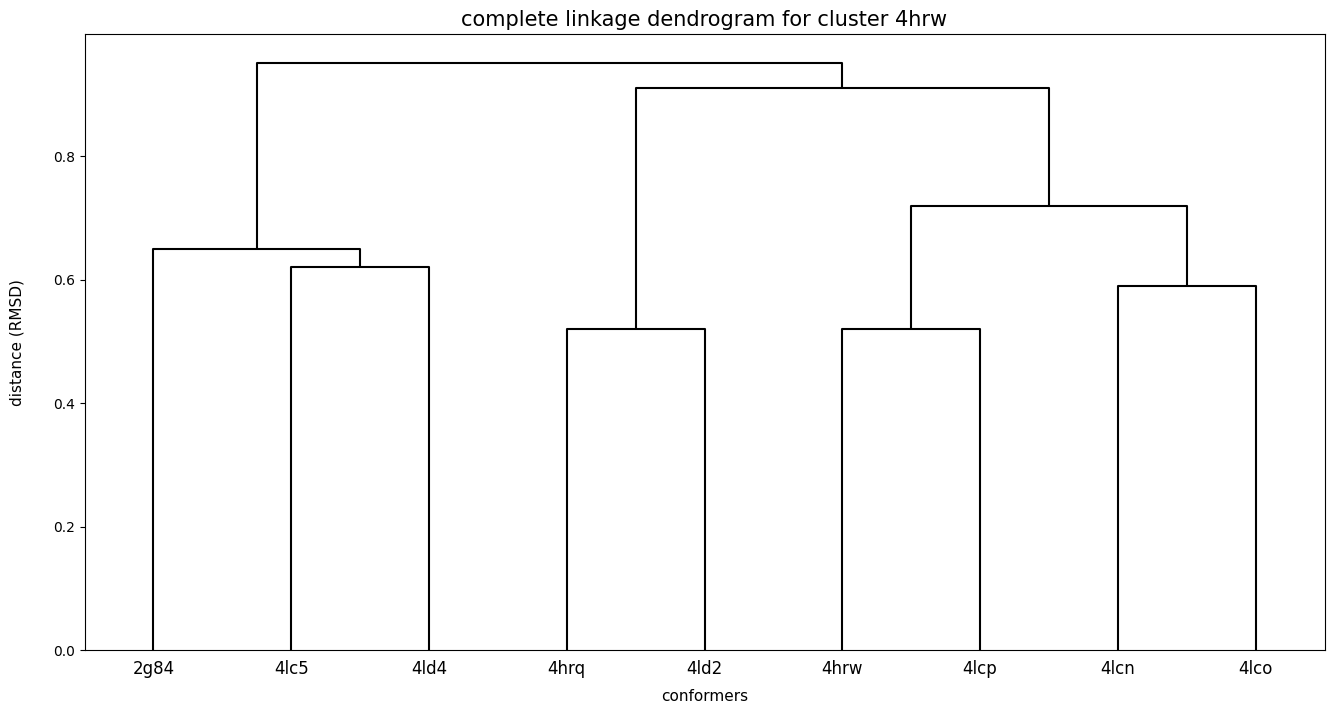 complete linkage dendrogram for cluster 4hrw
distance (RMSD)
0.8
0.6
0.4
0.2
0.0
2g84 4lc5 4ld4 4hrq 4ld2 4hrw 4lcp 4lcn 4lco
conformers